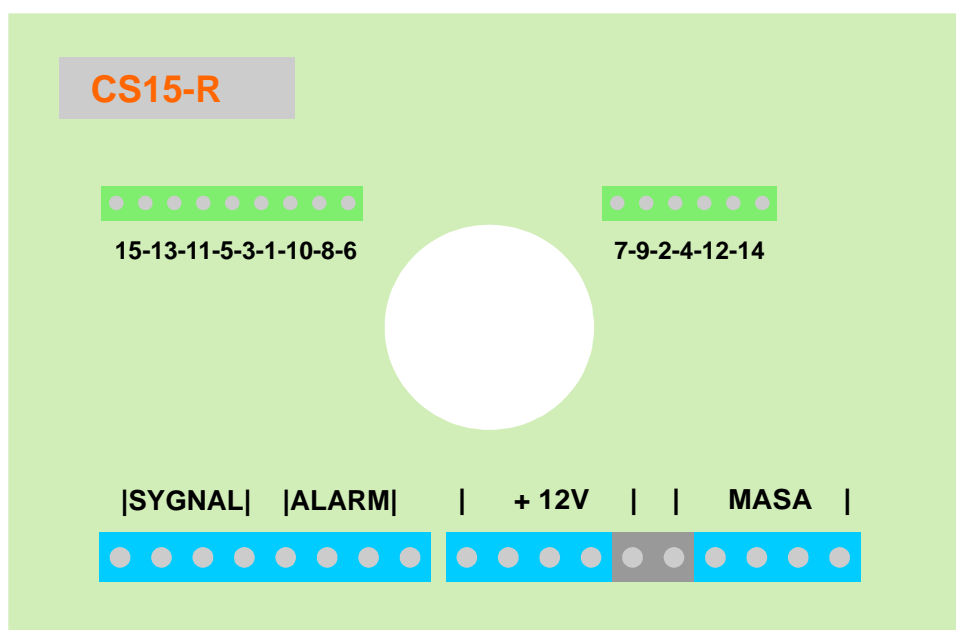 CS15-R
15-13-11-5-3-1-10-8-6 7-9-2-4-12-14
|SYGNAL| |ALARM| | + 12V | | MASA |